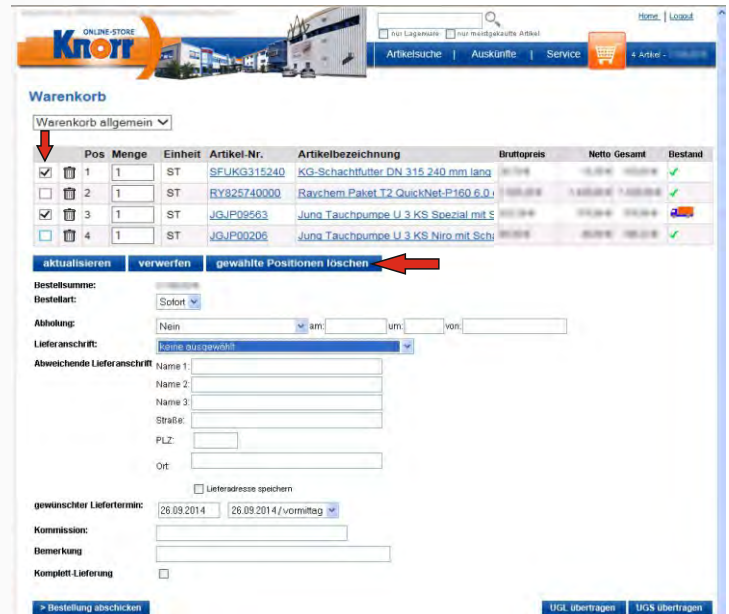 Home | Logout
ONLINE-STORE
Knorr
nur Lagerware nur meistgekaufte Artikel
Artikelsuche | Auskünfte | Service
4 Artikel -
Warenkorb
Warenkorb allgemein
Pos Menge Einheit Artikel-Nr. Artikelbezeichnung Bruttopreis Netto Gesamt Bestand
1 1 ST SFUKG315240 KG-Schachtfutter DN 315 240 mm lang
2 1 ST RY825740000 Raychem Paket T2 QuickNet-P160 6,0
3 1 ST JGJP09563 Jung Tauchpumpe U 3 KS Spezial mit S
4 1 ST JGJP00206 Jung Tauchpumpe U 3 KS Niro mit Sch
aktualisieren verwerfen gewählte Positionen löschen
Bestellsumme:
Bestellart: Sofort
Abholung: Nein am: um: von:
Lieferanschrift: keine ausgewählt
Abweichende Lieferanschrift Name 1:
Name 2:
Name 3:
Straße:
PLZ:
Ort:
Lieferadresse speichern
gewünschter Liefertermin: 26.09.2014 26.09.2014/vormittag
Kommission:
Bemerkung
Komplett-Lieferung
> Bestellung abschicken UGL übertragen UGS übertragen